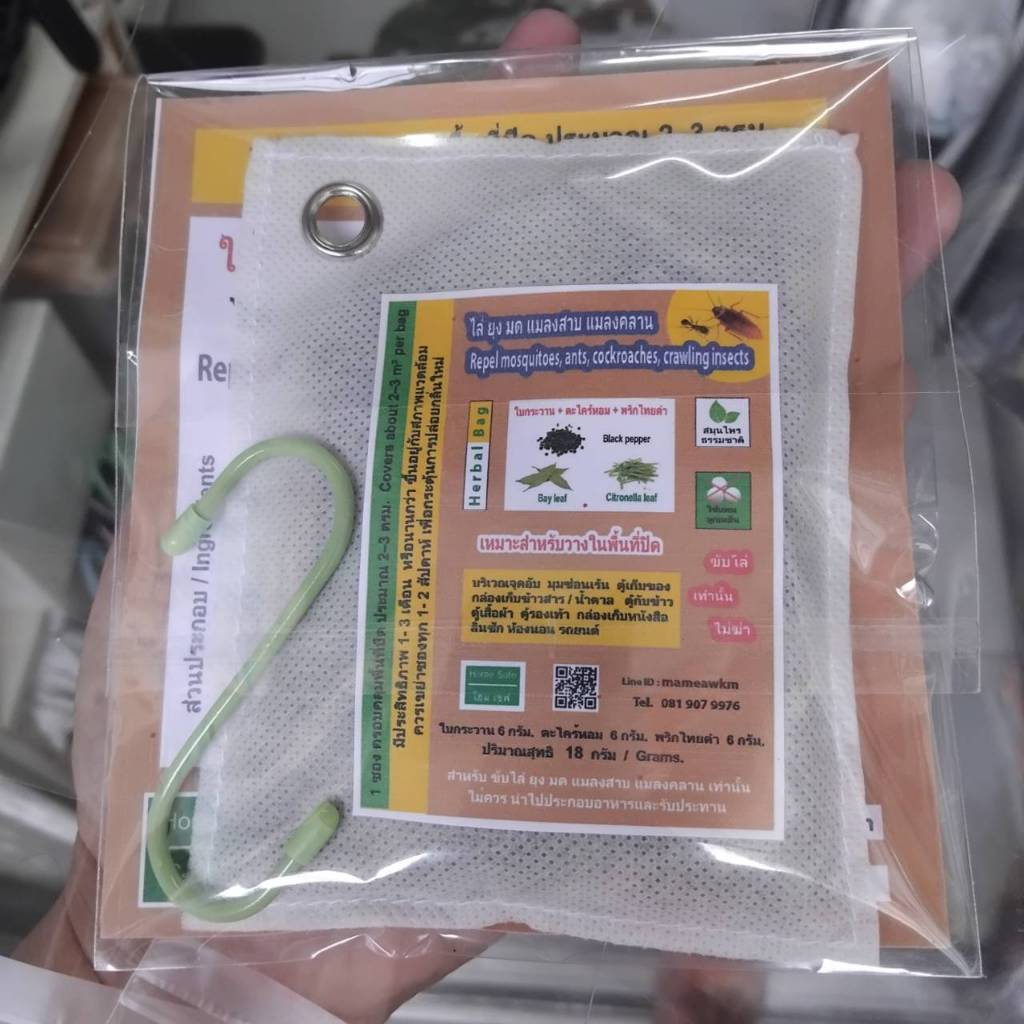 ไล่ ยุง มด แมลงสาบ แมลงคลาน
Repel mosquitoes, ants, cockroaches, crawling insects
Herbal Bag
ใบกระวาน + ตะไคร้หอม + พริกไทยดำ
Black pepper
Bay leaf
Citronella leaf
สมุนไพร
ธรรมชาติ
เหมาะสำหรับวางในพื้นที่ปิด
บริเวณจุดอับ มุมซ่อนเร้น ตู้เก็บของ
กล่องเก็บข้าวสาร / น้ำตาล ตู้กับข้าว
ตู้เสื้อผ้า ตู้รองเท้า กล่องเก็บหนังสือ
ลิ้นชัก ห้องนอน รถยนต์
ขับไล่
เท่านั้น
ไม่ฆ่า
Home Safe
โฮม เซฟ
Line ID : mameawkm
Tel. 081 907 9976
ใบกระวาน 6 กรัม. ตะไคร้หอม 6 กรัม. พริกไทยดำ 6 กรัม.
ปริมาณสุทธิ 18 กรัม / Grams.
สำหรับ ขับไล่ ยุง มด แมลงสาบ แมลงคลาน เท่านั้น
ไม่ควร นำไปประกอบอาหารและรับประทาน
1 ซอง ครอบคลุมพื้นที่ปิด ประมาณ 2-3 ตรม. Covers about 2-3 m² per bag
มีประสิทธิภาพ 1- 3 เดือน หรือนานกว่า ขึ้นอยู่กับสภาพแวดล้อม
ควรเขย่าซองทุก 1- 2 สัปดาห์ เพื่อกระตุ้นการปล่อยกลิ่นใหม่
ประมาณ 2-3 ตรม
Re
ส่วนประกอบ / Ingredients
Ho